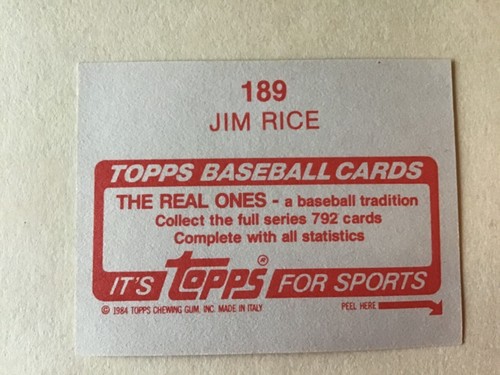 189
JIM RICE
TOPPS BASEBALL CARDS
THE REAL ONES - a baseball tradition
Collect the full series 792 cards
Complete with all statistics
IT'S Topps® FOR SPORTS
© 1984 TOPPS CHEWING GUM, INC. MADE IN ITALY PEEL HERE